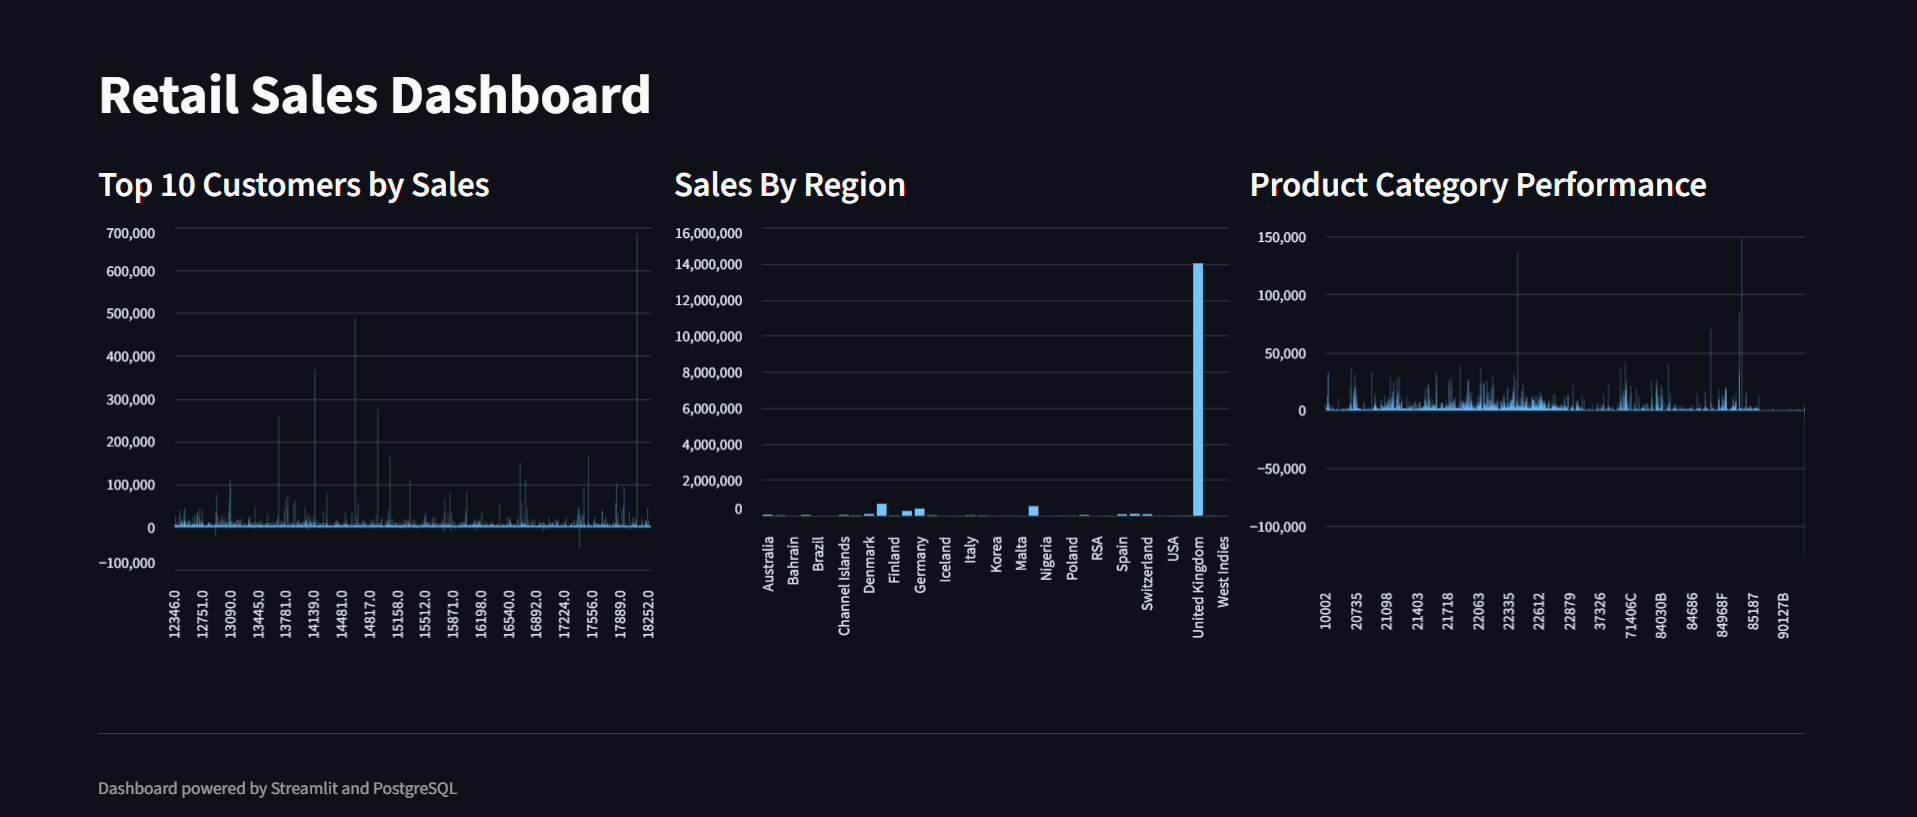 Retail Sales Dashboard
Top 10 Customers by Sales
700,000
600,000
500,000
400,000
300,000
200,000
100,000
0
−100,000
12346.0
12751.0
13090.0
13445.0
13781.0
14139.0
14481.0
14817.0
15158.0
15512.0
15871.0
16198.0
16540.0
16892.0
17224.0
17556.0
17889.0
18252.0
Sales By Region
16,000,000
14,000,000
12,000,000
10,000,000
8,000,000
6,000,000
4,000,000
2,000,000
0
Australia
Bahrain
Brazil
Channel Islands
Denmark
Finland
Germany
Iceland
Italy
Korea
Malta
Nigeria
Poland
RSA
Spain
Switzerland
USA
United Kingdom
West Indies
Product Category Performance
150,000
100,000
50,000
0
−50,000
−100,000
10002
20735
21098
21403
21718
22063
22335
22612
22879
37326
71406C
84030B
84686
84968F
85187
90127B
Dashboard powered by Streamlit and PostgreSQL